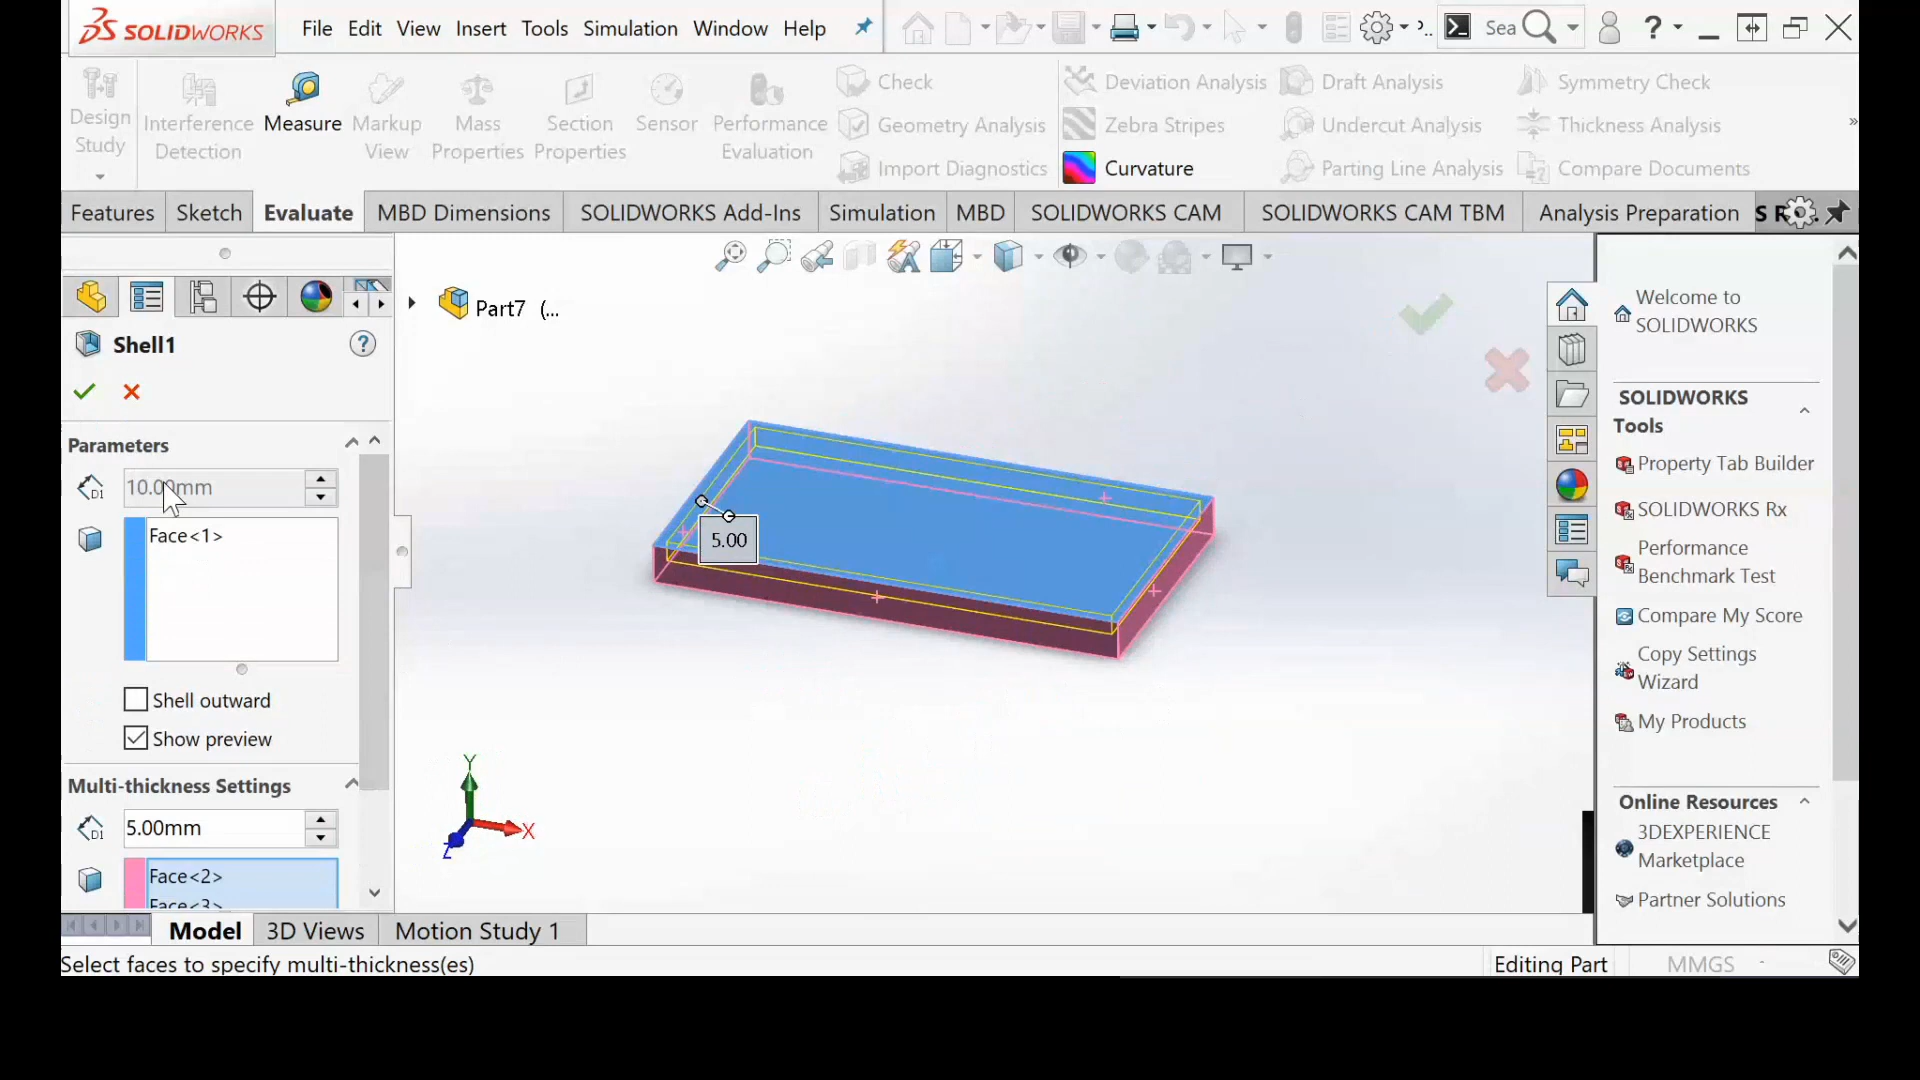 SOLIDWORKS File Edit View Insert Tools Simulation Window Help
Sea
?
Design Study
Interference Detection
Measure
Markup View
Mass Properties
Section Properties
Sensor
Performance Evaluation
Check
Geometry Analysis
Import Diagnostics
Deviation Analysis
Zebra Stripes
Curvature
Draft Analysis
Undercut Analysis
Parting Line Analysis
Symmetry Check
Thickness Analysis
Compare Documents
Features Sketch Evaluate MBD Dimensions SOLIDWORKS Add-Ins Simulation MBD SOLIDWORKS CAM SOLIDWORKS CAM TBM Analysis Preparation S R
Part7 (...
Shell1
?
Parameters
D1 10.00mm
Face<1>
Shell outward
Show preview
Multi-thickness Settings
D1 5.00mm
Face<2>
Face<3>
5.00
Y
X
Z
Welcome to
SOLIDWORKS
SOLIDWORKS
Tools
Property Tab Builder
SOLIDWORKS Rx
Performance
Benchmark Test
Compare My Score
Copy Settings
Wizard
My Products
Online Resources
3DEXPERIENCE
Marketplace
Partner Solutions
Model 3D Views Motion Study 1
Select faces to specify multi-thickness(es) Editing Part MMGS -